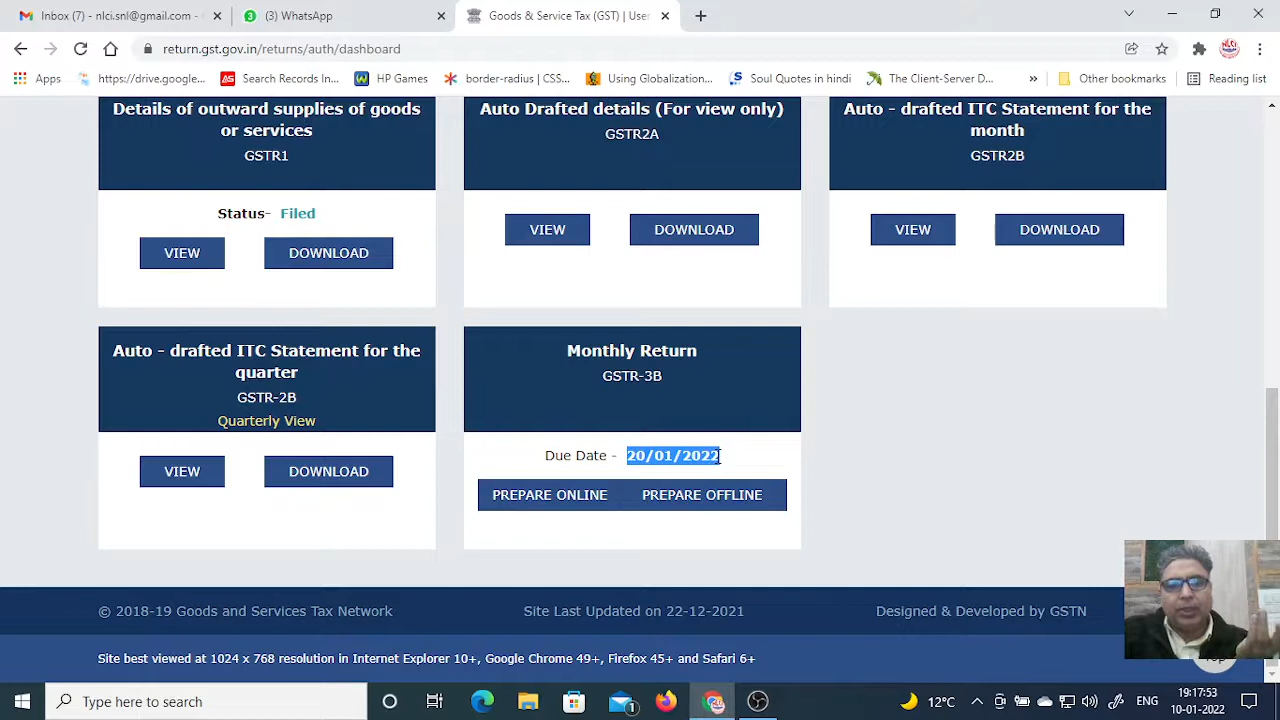 Inbox (7) - nlci.snl@gmail.com -
3
(3) WhatsApp
Goods & Service Tax (GST) | User
return.gst.gov.in/returns/auth/dashboard
Apps
https://drive.google...
AS
Search Records In...
W
HP Games
border-radius | CSS...
Using Globalization...
S
Soul Quotes in hindi
The Client-Server D...
»
Other bookmarks
Reading list
Details of outward supplies of goods
or services
GSTR1
Status- Filed
VIEW
DOWNLOAD
Auto Drafted details (For view only)
GSTR2A
VIEW
DOWNLOAD
Auto - drafted ITC Statement for the
month
GSTR2B
VIEW
DOWNLOAD
Auto - drafted ITC Statement for the
quarter
GSTR-2B
Quarterly View
VIEW
DOWNLOAD
Monthly Return
GSTR-3B
Due Date - 20/01/2022
PREPARE ONLINE
PREPARE OFFLINE
© 2018-19 Goods and Services Tax Network
Site Last Updated on 22-12-2021
Designed & Developed by GSTN
Site best viewed at 1024 x 768 resolution in Internet Explorer 10+, Google Chrome 49+, Firefox 45+ and Safari 6+
Top
Type here to search
1
12°C
ENG
19:17:53
10-01-2022